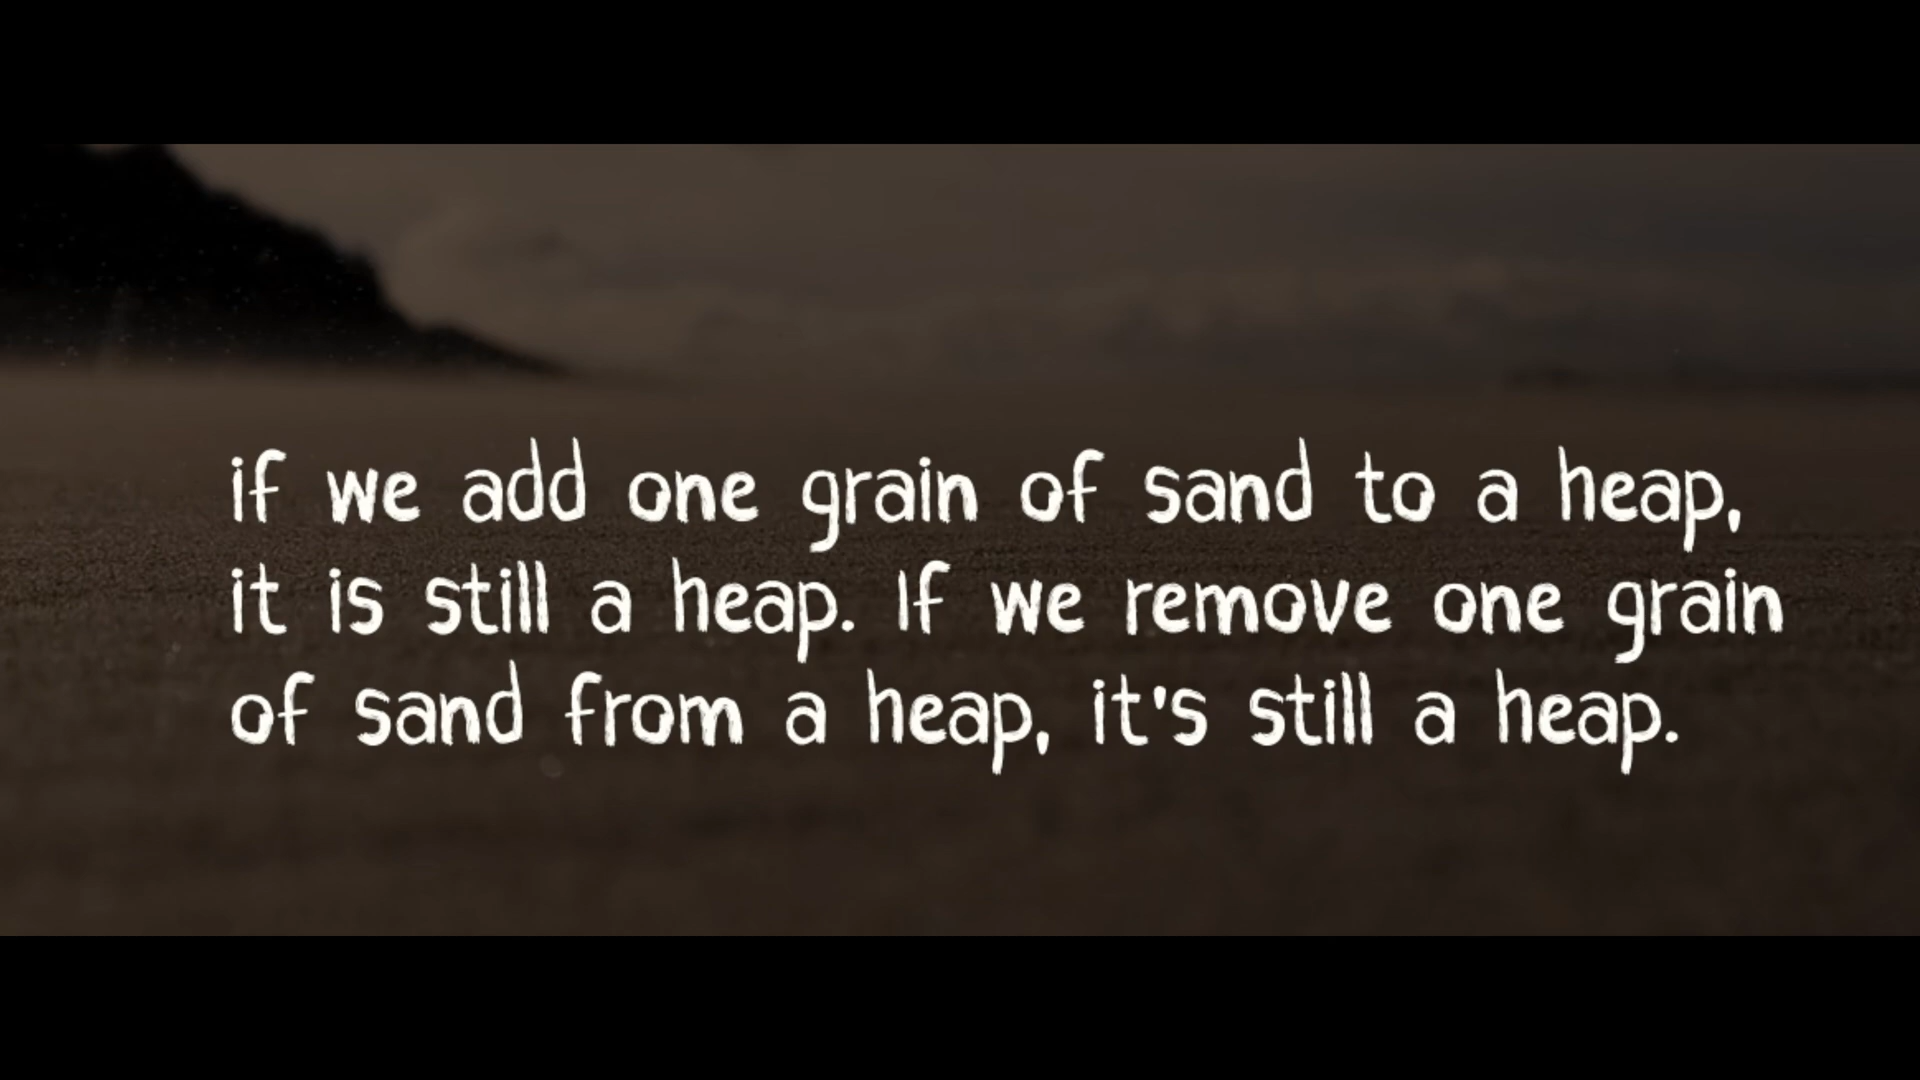 if we add one grain of sand to a heap,
it is still a heap. If we remove one grain
of sand from a heap, it's still a heap.